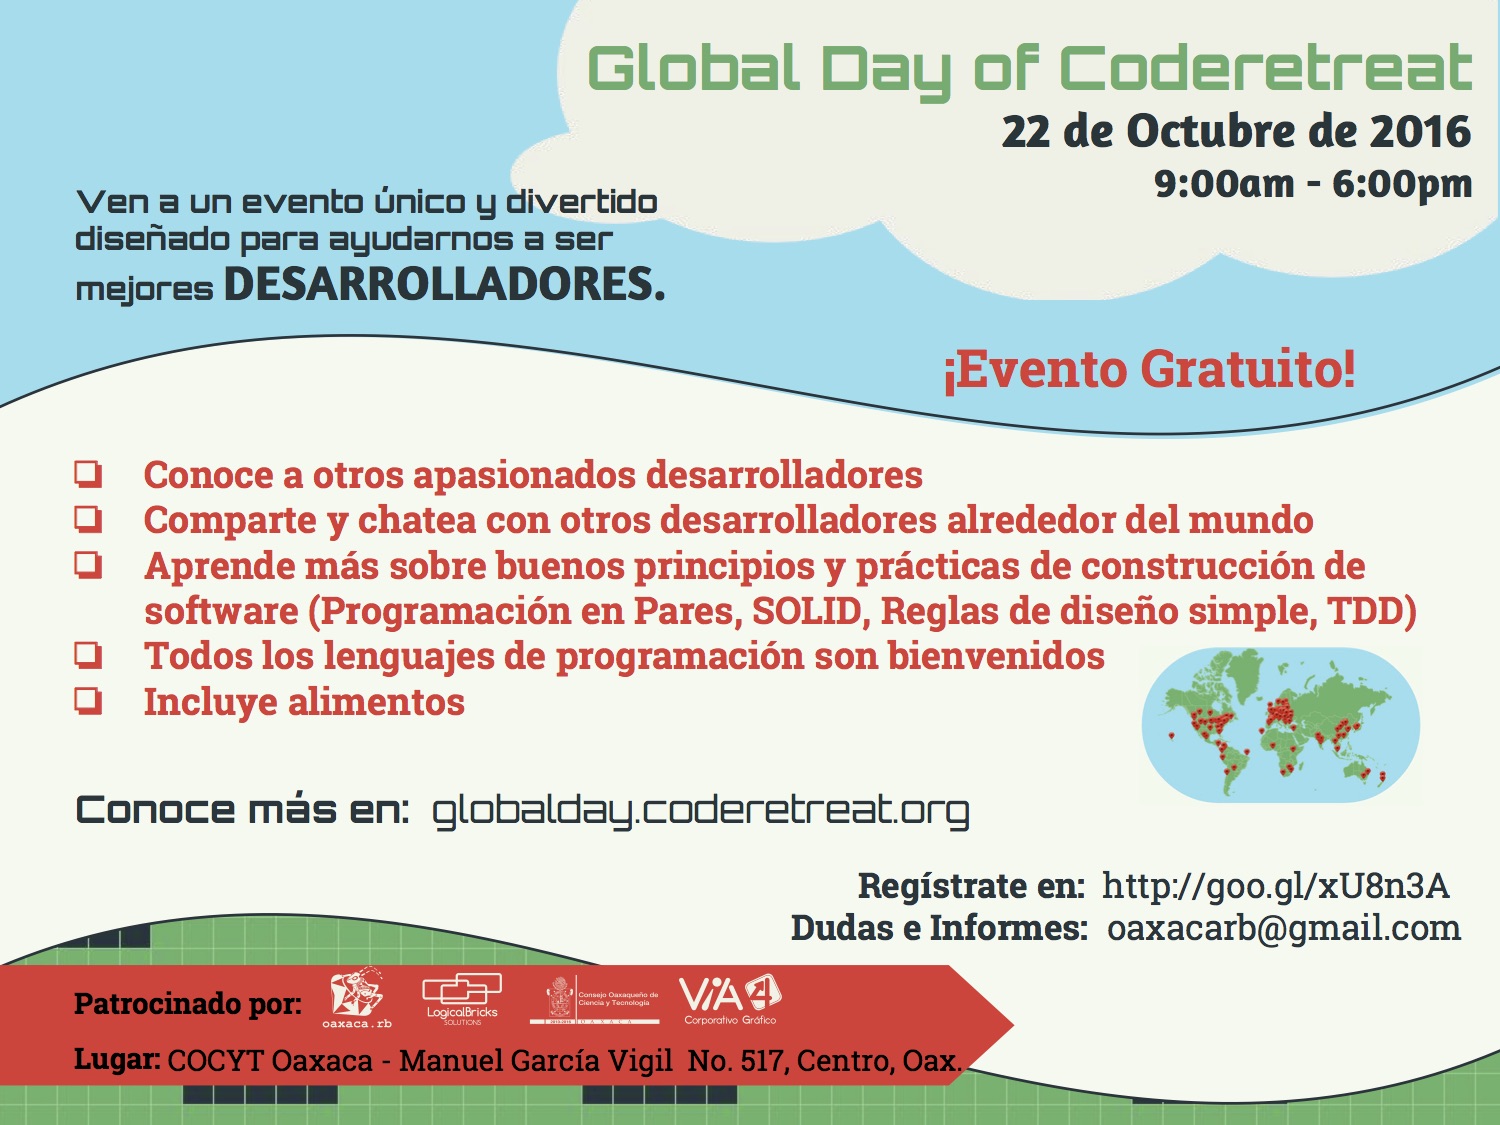 Global Day of Coderetreat
22 de Octubre de 2016
9:00am - 6:00pm
Ven a un evento único y divertido
diseñado para ayudarnos a ser
mejores DESARROLLADORES.
¡Evento Gratuito!
Conoce a otros apasionados desarrolladores
Comparte y chatea con otros desarrolladores alrededor del mundo
Aprende más sobre buenos principios y prácticas de construcción de
software (Programación en Pares, SOLID, Reglas de diseño simple, TDD)
Todos los lenguajes de programación son bienvenidos
Incluye alimentos
Conoce más en: globalday.coderetreat.org
Regístrate en: http://goo.gl/xU8n3A
Dudas e Informes: oaxacarb@gmail.com
Patrocinado por:
oaxaca.rb
LogicalBricks
SOLUTIONS
Consejo Oaxaqueño de
Ciencia y Tecnología
OAXACA
VIA4
Corporativo Gráfico
Lugar: COCYT Oaxaca - Manuel García Vigil No. 517, Centro, Oax.